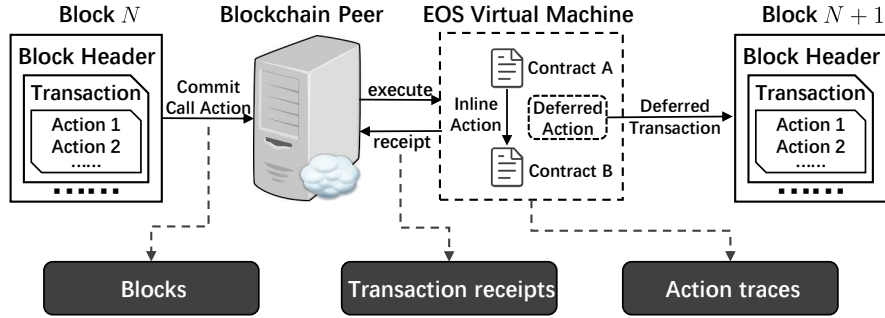 Block N
Blockchain Peer
EOS Virtual Machine
Block N + 1
Block Header
Transaction
Action 1
Action 2
......
......
Commit
Call Action
execute
receipt
Contract A
Inline
Action
Deferred
Action
Contract B
Deferred
Transaction
Block Header
Transaction
Action 1
Action 2
......
......
Blocks
Transaction receipts
Action traces